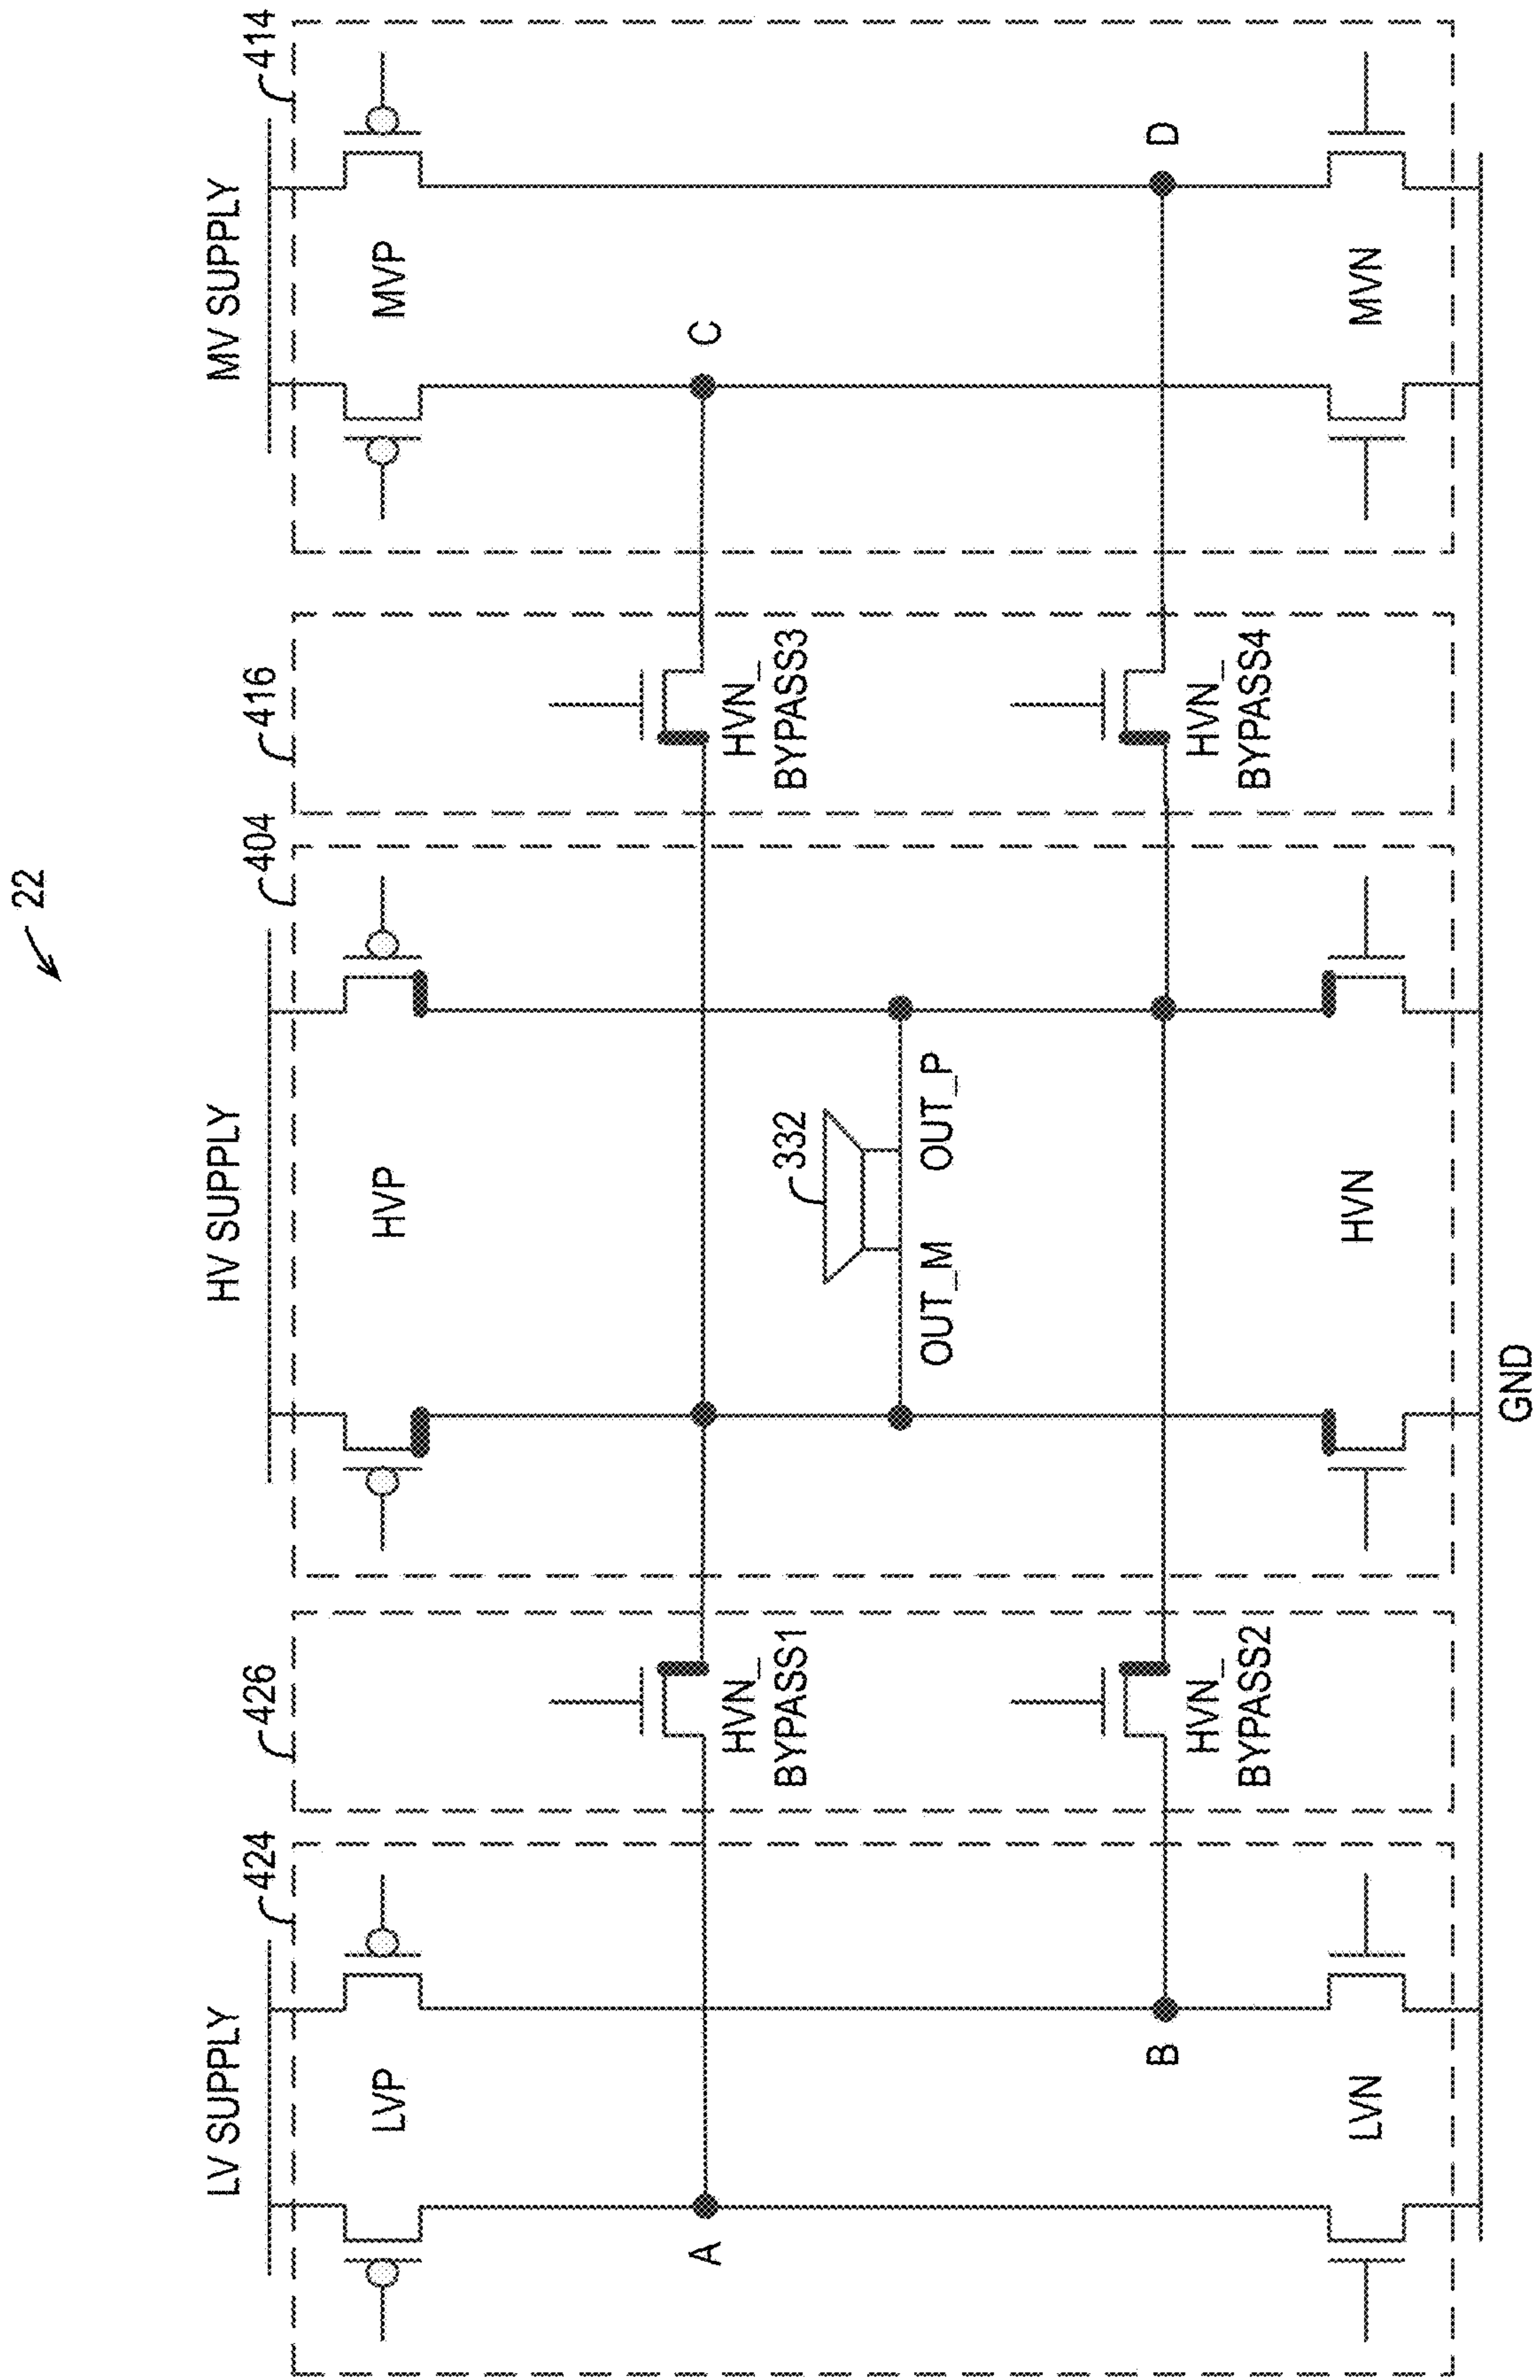 22
LV SUPPLY
HV SUPPLY
MV SUPPLY
424
426
404
416
414
LVP
HVP
MVP
A
HVN_
BYPASS1
HVN_
BYPASS3
C
332
OUT_M
OUT_P
B
HVN_
BYPASS2
HVN_
BYPASS4
D
LVN
HVN
MVN
GND